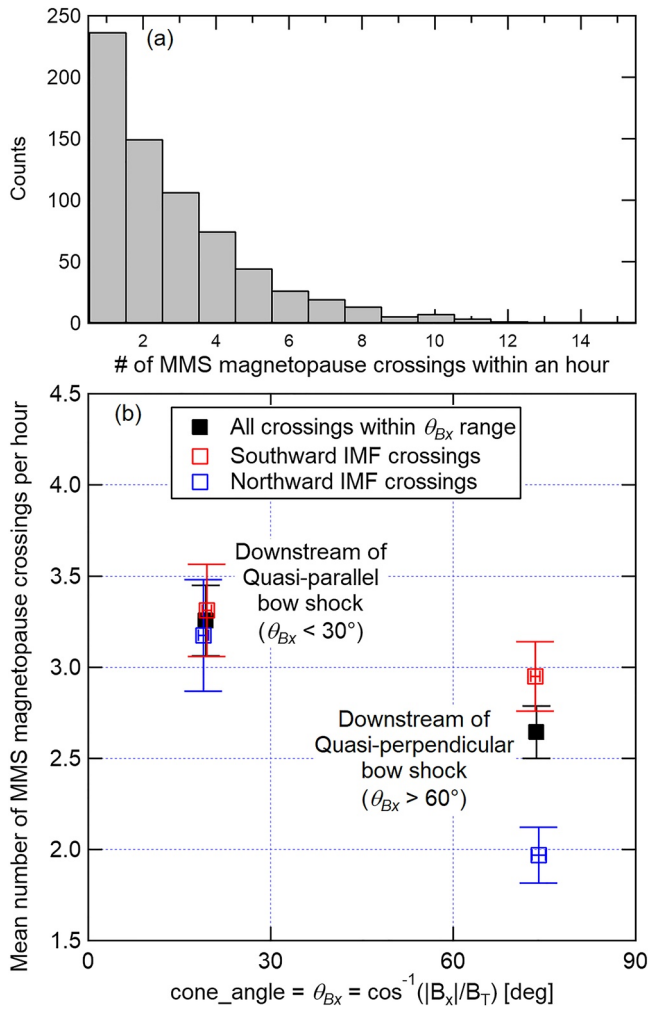 (a)
250
200
150
100
50
0
Counts
2 4 6 8 10 12 14
# of MMS magnetopause crossings within an hour
(b)
4.5
4.0
3.5
3.0
2.5
2.0
1.5
Mean number of MMS magnetopause crossings per hour
All crossings within θBx range
Southward IMF crossings
Northward IMF crossings
Downstream of
Quasi-parallel
bow shock
(θBx < 30°)
Downstream of
Quasi-perpendicular
bow shock
(θBx > 60°)
0 30 60 90
cone_angle = θBx = cos⁻¹(|Bx|/BT) [deg]